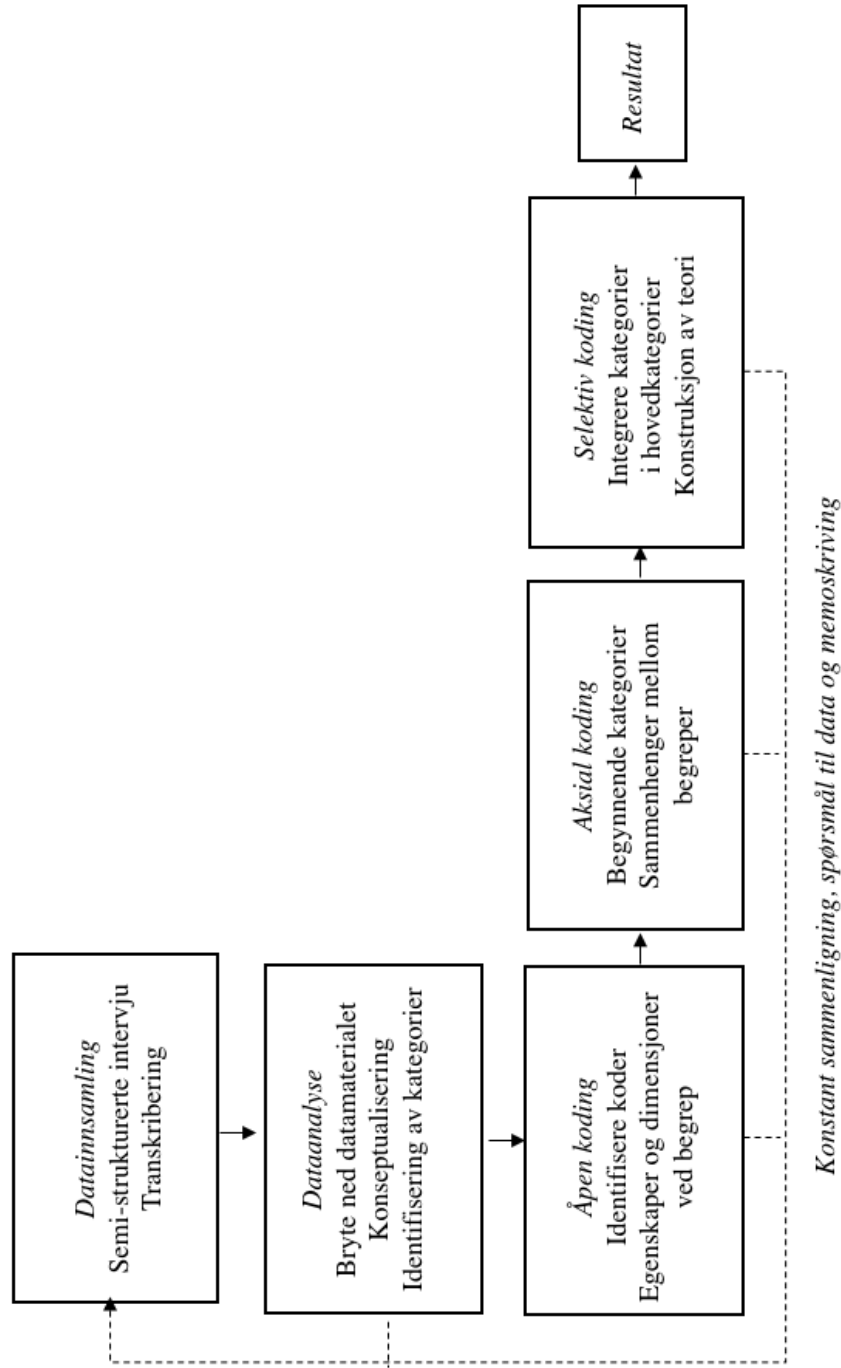 Datainnsamling
Semi-strukturerte intervju
Transkribering
Dataanalyse
Bryte ned datamaterialet
Konseptualisering
Identifisering av kategorier
Åpen koding
Identifisere koder
Egenskaper og dimensjoner
ved begrep
Aksial koding
Begynnende kategorier
Sammenhenger mellom
begreper
Selektiv koding
Integrere kategorier
i hovedkategorier
Konstruksjon av teori
Resultat
Konstant sammenligning, spørsmål til data og memoskriving